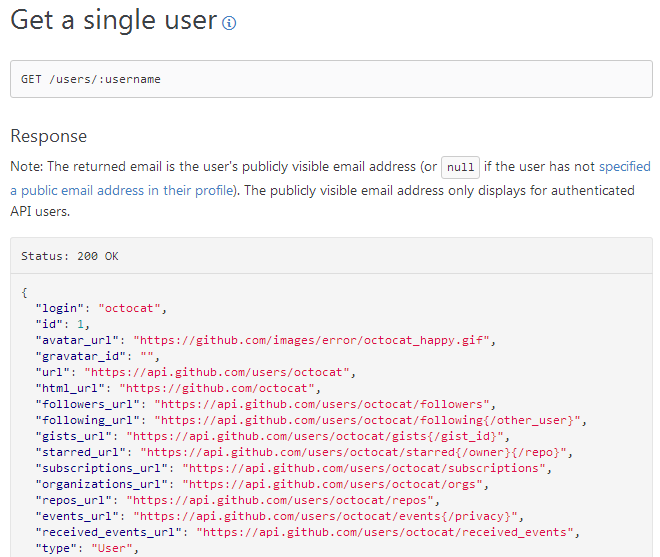 Get a single user
GET /users/:username
Response
Note: The returned email is the user's publicly visible email address (or null if the user has not specified
a public email address in their profile). The publicly visible email address only displays for authenticated
API users.
Status: 200 OK
{
  "login": "octocat",
  "id": 1,
  "avatar_url": "https://github.com/images/error/octocat_happy.gif",
  "gravatar_id": "",
  "url": "https://api.github.com/users/octocat",
  "html_url": "https://github.com/octocat",
  "followers_url": "https://api.github.com/users/octocat/followers",
  "following_url": "https://api.github.com/users/octocat/following{/other_user}",
  "gists_url": "https://api.github.com/users/octocat/gists{/gist_id}",
  "starred_url": "https://api.github.com/users/octocat/starred{/owner}{/repo}",
  "subscriptions_url": "https://api.github.com/users/octocat/subscriptions",
  "organizations_url": "https://api.github.com/users/octocat/orgs",
  "repos_url": "https://api.github.com/users/octocat/repos",
  "events_url": "https://api.github.com/users/octocat/events{/privacy}",
  "received_events_url": "https://api.github.com/users/octocat/received_events",
  "type": "User",